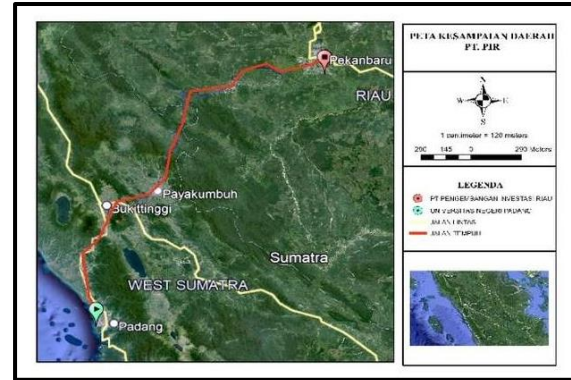 Pekanbaru
RIAU
Payakumbuh
Bukittinggi
Sumatra
WEST SUMATRA
Padang
PETA KESAMPAIAN DAERAH
PT. PIR
N
W
E
S
1 centimeter = 120 meters
290 145 0 290 Meters
LEGENDA
PT PENGEMBANGAN INVESTASI RIAU
UNIVERSITAS NEGERI PADANG
JALAN LINTAS
JALAN TEMPUH